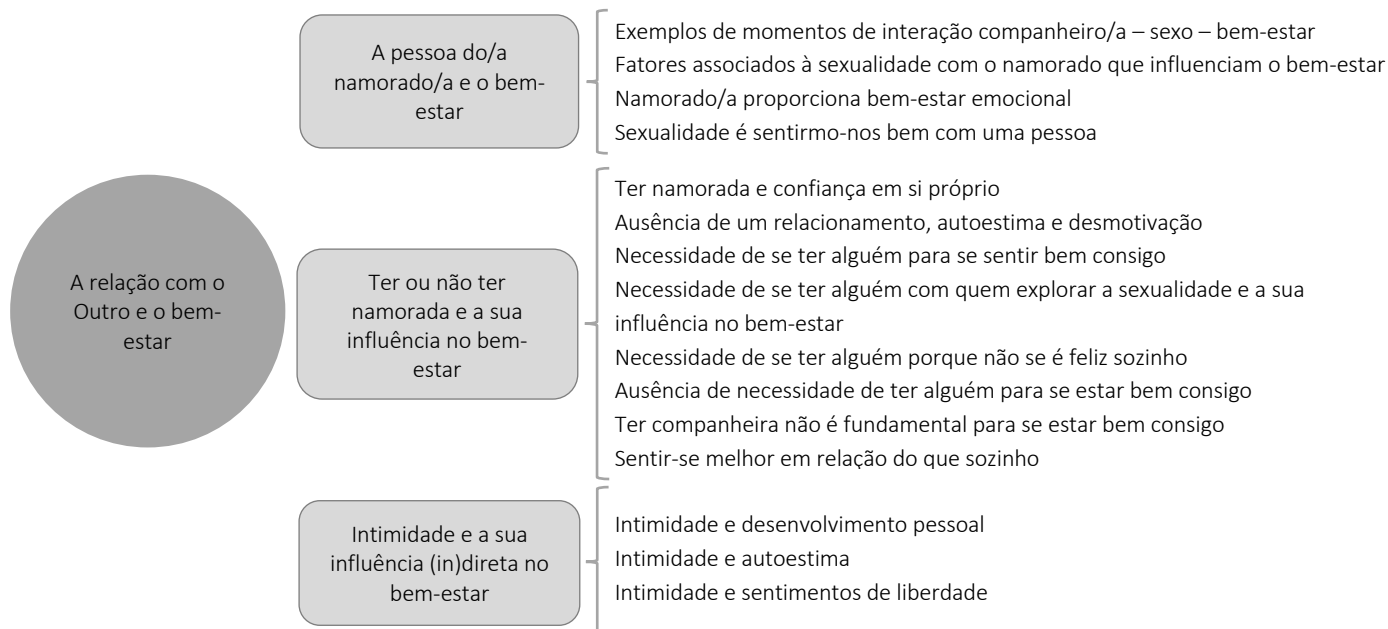 A pessoa do/a
namorado/a e o bem-
estar
Exemplos de momentos de interação companheiro/a – sexo – bem-estar
Fatores associados à sexualidade com o namorado que influenciam o bem-estar
Namorado/a proporciona bem-estar emocional
Sexualidade é sentirmo-nos bem com uma pessoa
A relação com o
Outro e o bem-
estar
Ter ou não ter
namorada e a sua
influência no bem-
estar
Ter namorada e confiança em si próprio
Ausência de um relacionamento, autoestima e desmotivação
Necessidade de se ter alguém para se sentir bem consigo
Necessidade de se ter alguém com quem explorar a sexualidade e a sua
influência no bem-estar
Necessidade de se ter alguém porque não se é feliz sozinho
Ausência de necessidade de ter alguém para se estar bem consigo
Ter companheira não é fundamental para se estar bem consigo
Sentir-se melhor em relação do que sozinho
Intimidade e a sua
influência (in)direta no
bem-estar
Intimidade e desenvolvimento pessoal
Intimidade e autoestima
Intimidade e sentimentos de liberdade